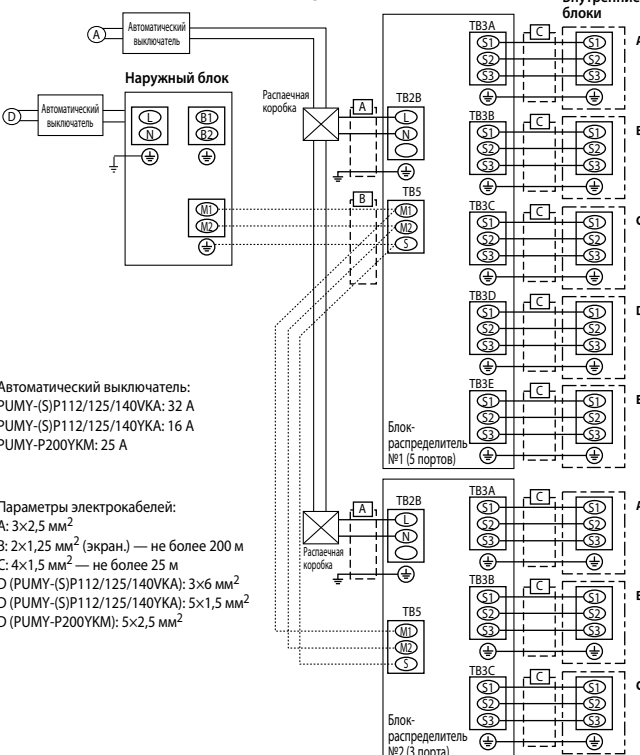 Внутренние
блоки
A
Автоматический
выключатель
Наружный блок
D
Автоматический
выключатель
L
N
B1
B2
M1
M2
Распаечная
коробка
A
TB2B
L
N
B
TB5
M1
M2
S
TB3A
C
S1
S2
S3
S1
S2
S3
TB3B
C
S1
S2
S3
S1
S2
S3
TB3C
C
S1
S2
S3
S1
S2
S3
TB3D
C
S1
S2
S3
S1
S2
S3
TB3E
C
S1
S2
S3
S1
S2
S3
Блок-
распределитель
№1 (5 портов)
Автоматический выключатель:
PUMY-(S)P112/125/140VKA: 32 А
PUMY-(S)P112/125/140YKA: 16 А
PUMY-P200YKM: 25 А
Параметры электрокабелей:
A: 3×2,5 мм²
B: 2×1,25 мм² (экран.) — не более 200 м
C: 4×1,5 мм² — не более 25 м
D (PUMY-(S)P112/125/140VKA): 3×6 мм²
D (PUMY-(S)P112/125/140YKA): 5×1,5 мм²
D (PUMY-P200YKM): 5×2,5 мм²
Распаечная
коробка
A
TB2B
L
N
TB5
M1
M2
S
TB3A
C
S1
S2
S3
S1
S2
S3
TB3B
C
S1
S2
S3
S1
S2
S3
TB3C
C
S1
S2
S3
S1
S2
S3
Блок-
распределитель
№2 (3 порта)